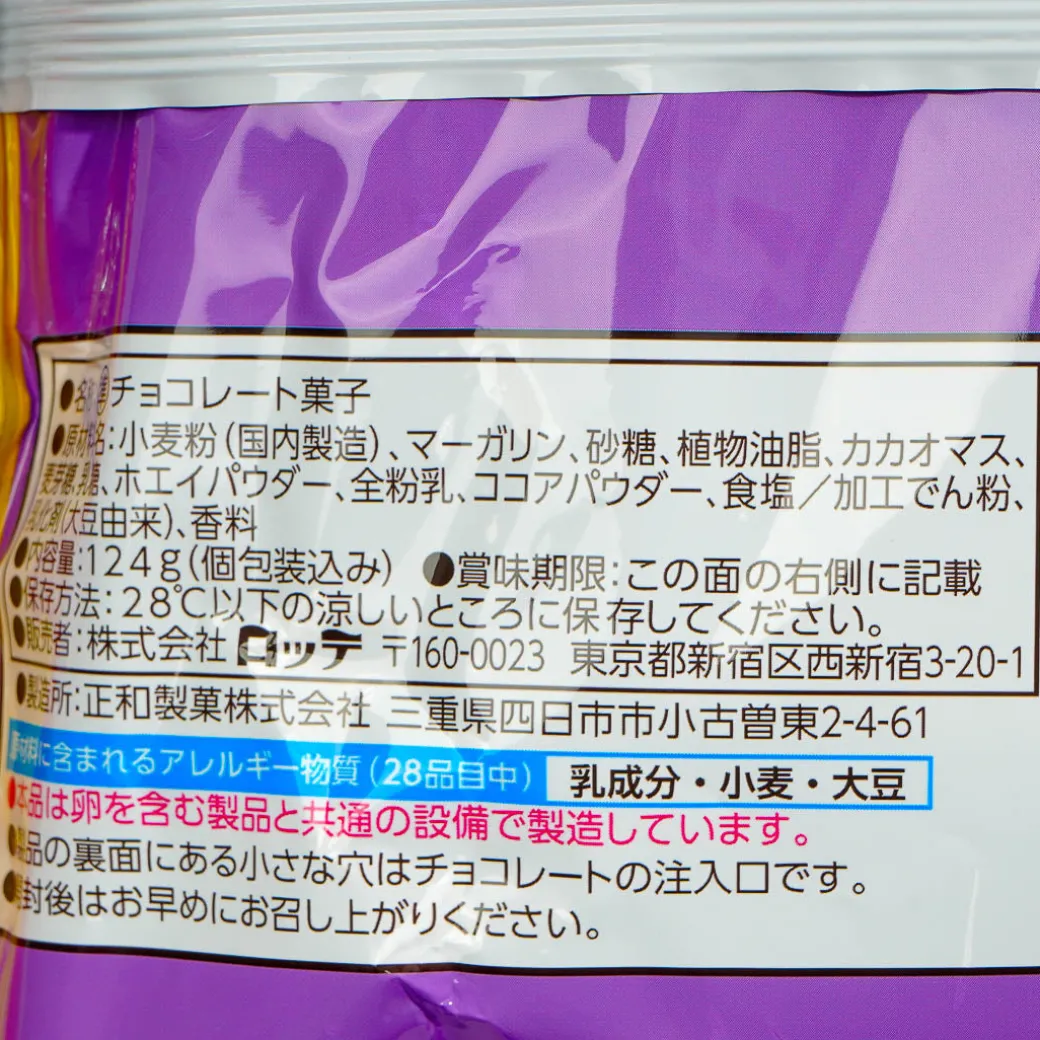 ●名称 準チョコレート菓子
●原材料名:小麦粉(国内製造)、マーガリン、砂糖、植物油脂、カカオマス、
麦芽糖、乳糖、ホエイパウダー、全粉乳、ココアパウダー、食塩/加工でん粉、
乳化剤(大豆由来)、香料
●内容量:124g(個包装込み) ●賞味期限:この面の右側に記載
●保存方法:28℃以下の涼しいところに保存してください。
●販売者:株式会社ロッテ 〒160-0023 東京都新宿区西新宿3-20-1
●製造所:正和製菓株式会社 三重県四日市市小古曽東2-4-61
原材料に含まれるアレルギー物質(28品目中) 乳成分・小麦・大豆
●本品は卵を含む製品と共通の設備で製造しています。
●製品の裏面にある小さな穴はチョコレートの注入口です。
●開封後はお早めにお召し上がりください。